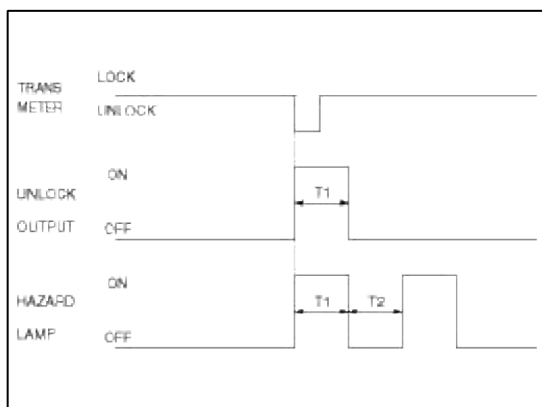 LOCK
TRANS
METER
UNLOCK
ON
UNLOCK
T1
OUTPUT
OFF
ON
HAZARD
T1
T2
LAMP
OFF